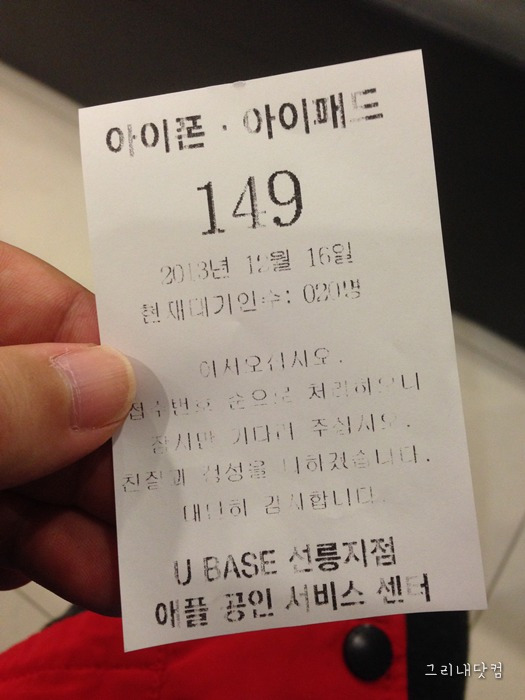 아이폰 · 아이패드
149
2013년 12월 16일
현재대기인수: 020명
어서오십시오.
접수번호 순으로 처리하오니
잠시만 기다려 주십시오.
친절과 정성을 다하겠습니다.
대단히 감사합니다.
U BASE 선릉지점
애플 공인 서비스 센터
그리내닷컴